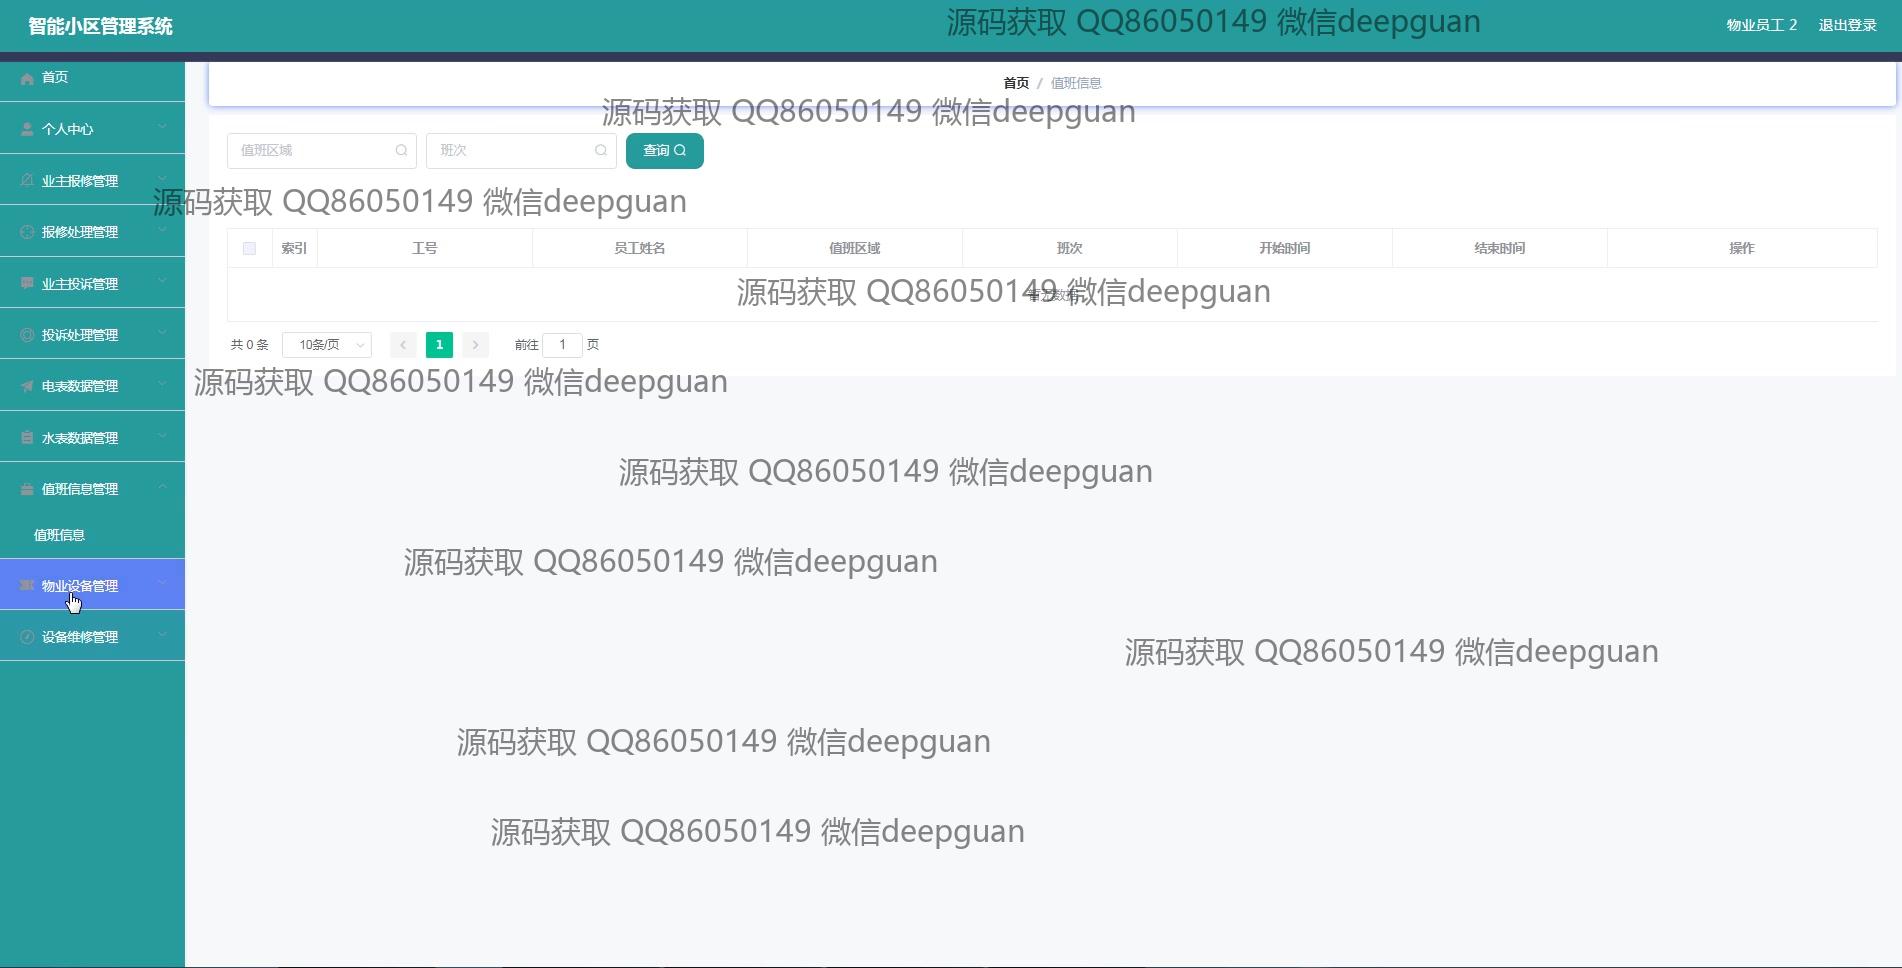 智能小区管理系统
源码获取 QQ86050149 微信deepguan
物业员工 2 退出登录
首页
个人中心
业主报修管理
报修处理管理
业主投诉管理
投诉处理管理
电表数据管理
水表数据管理
值班信息管理
值班信息
物业设备管理
设备维修管理
首页 / 值班信息
源码获取 QQ86050149 微信deepguan
值班区域 班次 查询
源码获取 QQ86050149 微信deepguan
索引 工号 员工姓名 值班区域 班次 开始时间 结束时间 操作
源码获取 QQ86050149 微信deepguan
暂无数据
共 0 条 10条/页 1 前往 1 页
源码获取 QQ86050149 微信deepguan
源码获取 QQ86050149 微信deepguan
源码获取 QQ86050149 微信deepguan
源码获取 QQ86050149 微信deepguan
源码获取 QQ86050149 微信deepguan
源码获取 QQ86050149 微信deepguan